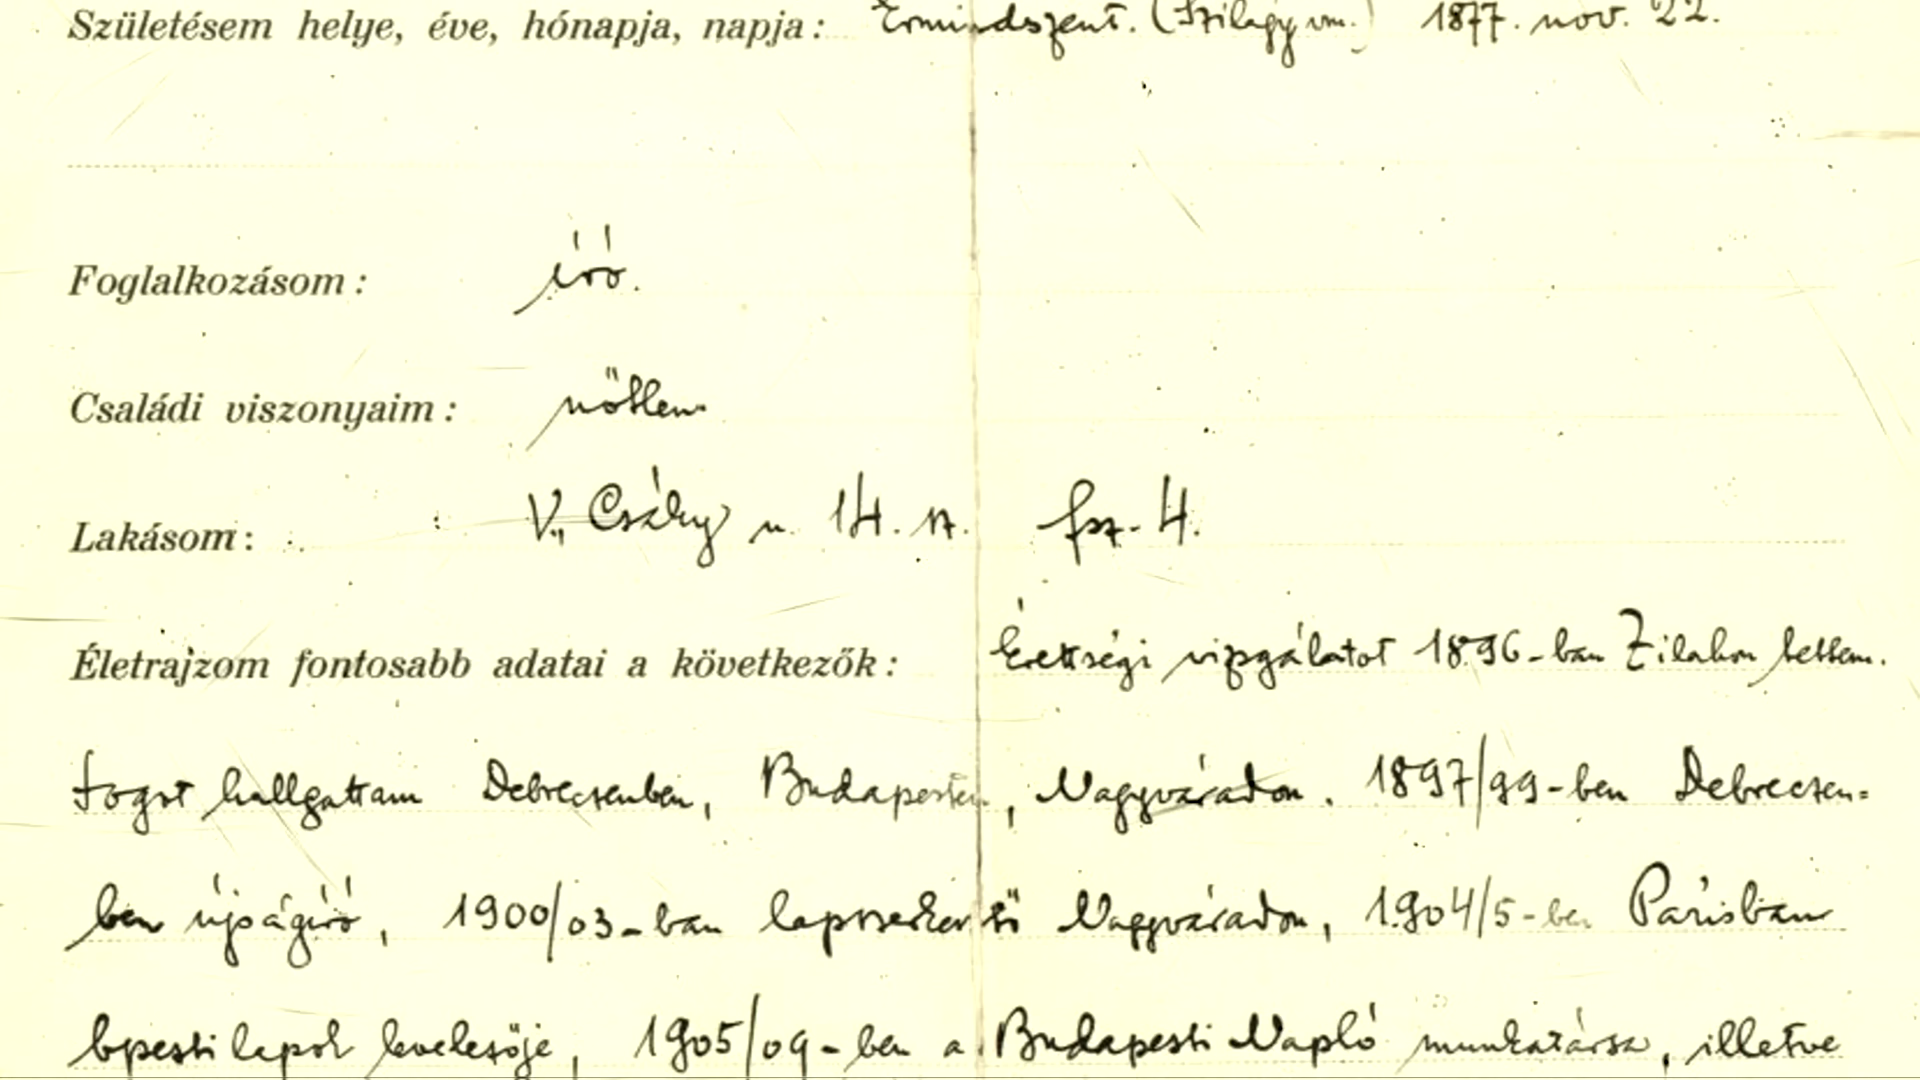 Születésem helye, éve, hónapja, napja: Érmindszent. (Szilágy vm.) 1877. nov. 22.
Foglalkozásom: író.
Családi viszonyaim: nőtlen
Lakásom: V., Csáky u. 14. sz. fsz. 4.
Életrajzom fontosabb adatai a következők: Érettségi vizsgálatot 1896-ban Zilahon tettem.
Jogot hallgattam Debrecenben, Budapesten, Nagyváradon. 1897/99-ben Debrecen=
ben újságíró, 1900/03-ban lapszerkesztő Nagyváradon, 1904/5-ben Párisban
bpesti lapok levelezője, 1905/09-ben a Budapesti Napló munkatársa, illetve